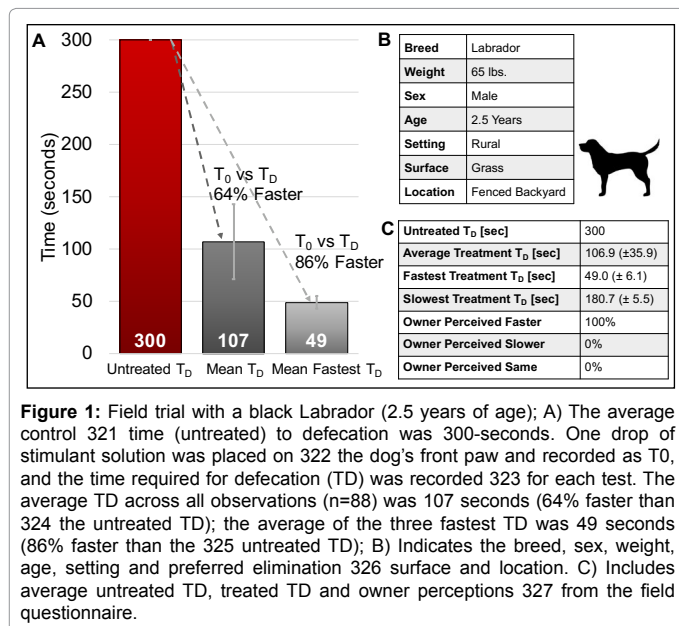 A
300
250
200
150
100
50
0
Time (seconds)
T0 vs TD
64% Faster
T0 vs TD
86% Faster
300
107
49
Untreated TD
Mean TD
Mean Fastest TD
B
Breed Labrador
Weight 65 lbs.
Sex Male
Age 2.5 Years
Setting Rural
Surface Grass
Location Fenced Backyard
C
Untreated TD [sec] 300
Average Treatment TD [sec] 106.9 (±35.9)
Fastest Treatment TD [sec] 49.0 (± 6.1)
Slowest Treatment TD [sec] 180.7 (± 5.5)
Owner Perceived Faster 100%
Owner Perceived Slower 0%
Owner Perceived Same 0%
Figure 1: Field trial with a black Labrador (2.5 years of age); A) The average
control 321 time (untreated) to defecation was 300-seconds. One drop of
stimulant solution was placed on 322 the dog's front paw and recorded as T0,
and the time required for defecation (TD) was recorded 323 for each test. The
average TD across all observations (n=88) was 107 seconds (64% faster than
324 the untreated TD); the average of the three fastest TD was 49 seconds
(86% faster than the 325 untreated TD); B) Indicates the breed, sex, weight,
age, setting and preferred elimination 326 surface and location. C) Includes
average untreated TD, treated TD and owner perceptions 327 from the field
questionnaire.